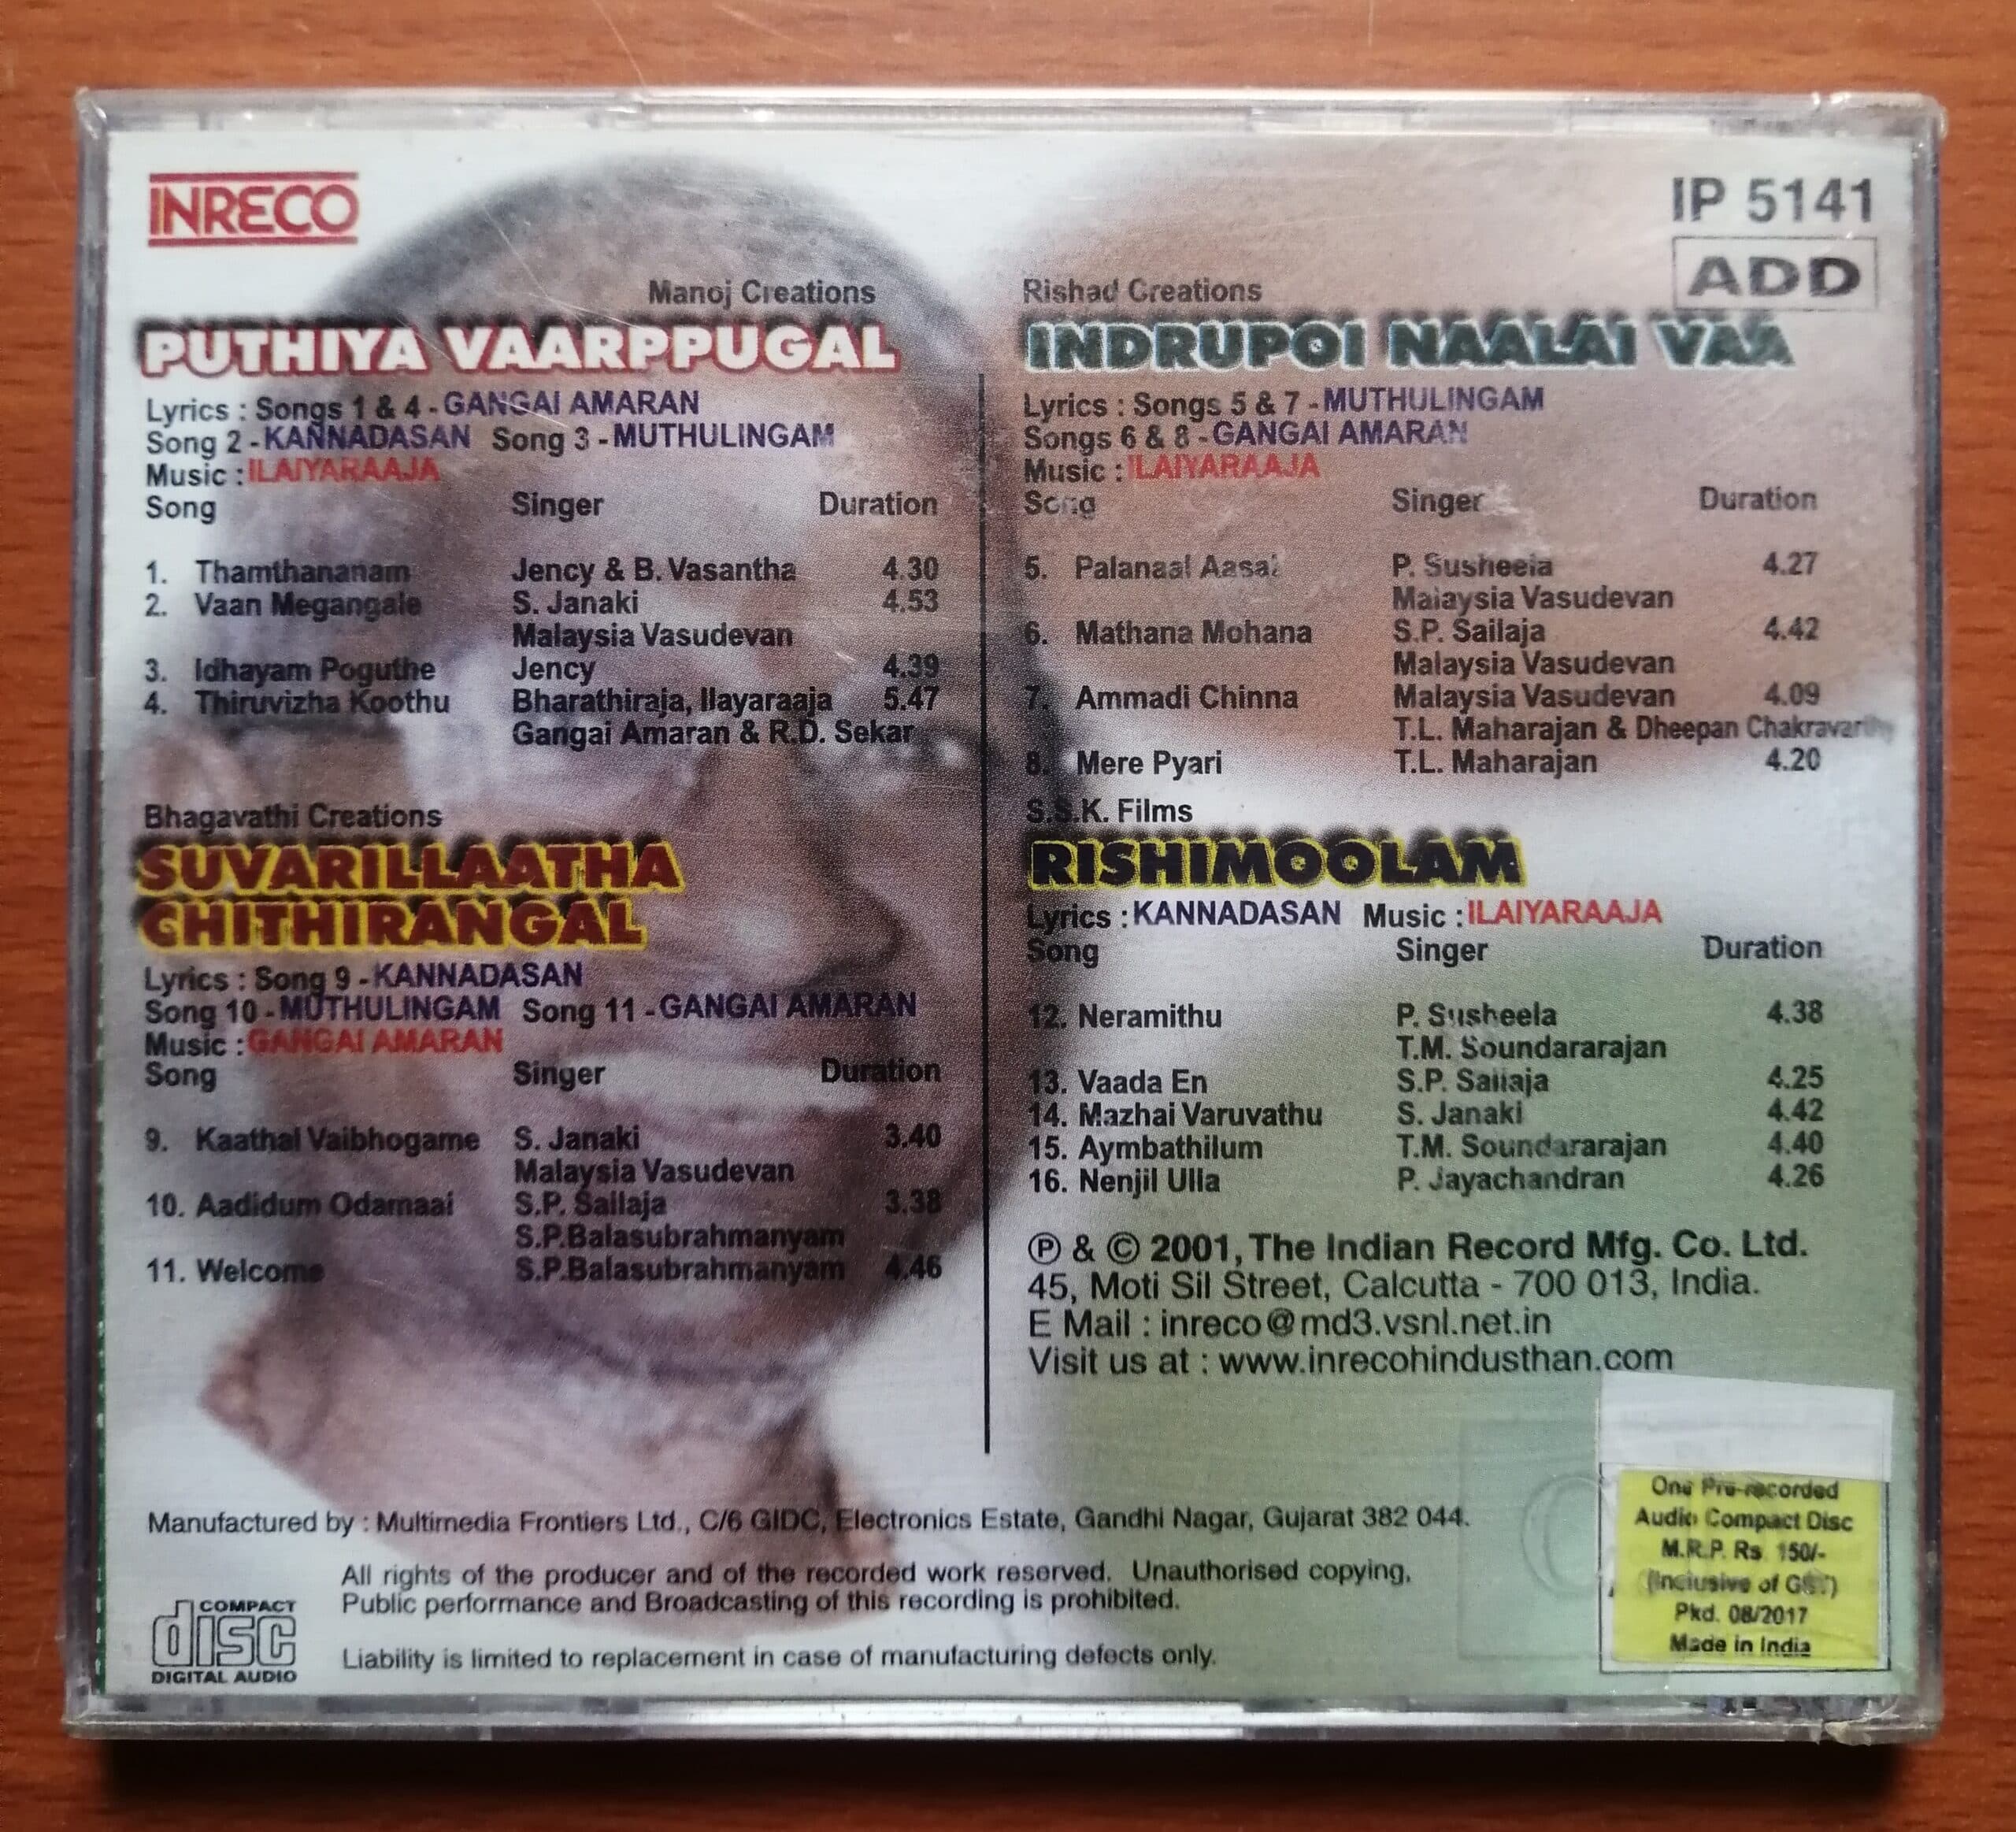 INRECO
IP 5141
ADD
Manoj Creations
PUTHIYA VAARPPUGAL
Lyrics : Songs 1 & 4 - GANGAI AMARAN
Song 2 - KANNADASAN Song 3 - MUTHULINGAM
Music : ILAIYARAAJA
Song Singer Duration
1. Thamthananam Jency & B. Vasantha 4.30
2. Vaan Megangale S. Janaki 4.53
Malaysia Vasudevan
3. Idhayam Poguthe Jency 4.39
4. Thiruvizha Koothu Bharathiraja, Ilayaraaja 5.47
Gangai Amaran & R.D. Sekar
Bhagavathi Creations
SUVARILLAATHA
CHITHIRANGAL
Lyrics : Song 9 - KANNADASAN
Song 10 - MUTHULINGAM Song 11 - GANGAI AMARAN
Music : GANGAI AMARAN
Song Singer Duration
9. Kaathal Vaibhogame S. Janaki 3.40
Malaysia Vasudevan
10. Aadidum Odamaai S.P. Sailaja 3.38
S.P.Balasubrahmanyam
11. Welcome S.P.Balasubrahmanyam 4.46
Rishad Creations
INDRUPOI NAALAI VAA
Lyrics : Songs 5 & 7 - MUTHULINGAM
Songs 6 & 8 - GANGAI AMARAN
Music : ILAIYARAAJA
Song Singer Duration
5. Palanaal Aasai P. Susheela 4.27
Malaysia Vasudevan
6. Mathana Mohana S.P. Sailaja 4.42
Malaysia Vasudevan
7. Ammadi Chinna Malaysia Vasudevan 4.09
T.L. Maharajan & Dheepan Chakravarthy
8. Mere Pyari T.L. Maharajan 4.20
S.S.K. Films
RISHIMOOLAM
Lyrics : KANNADASAN Music : ILAIYARAAJA
Song Singer Duration
12. Neramithu P. Susheela 4.38
T.M. Soundararajan
13. Vaada En S.P. Sailaja 4.25
14. Mazhai Varuvathu S. Janaki 4.42
15. Aymbathilum T.M. Soundararajan 4.40
16. Nenjil Ulla P. Jayachandran 4.26
℗ & © 2001, The Indian Record Mfg. Co. Ltd.
45, Moti Sil Street, Calcutta - 700 013, India.
E Mail : inreco@md3.vsnl.net.in
Visit us at : www.inrecohindusthan.com
Manufactured by : Multimedia Frontiers Ltd., C/6 GIDC, Electronics Estate, Gandhi Nagar, Gujarat 382 044.
All rights of the producer and of the recorded work reserved. Unauthorised copying,
Public performance and Broadcasting of this recording is prohibited.
Liability is limited to replacement in case of manufacturing defects only.
COMPACT
disc
DIGITAL AUDIO
One Pre-recorded
Audio Compact Disc
M.R.P. Rs 150/-
(Inclusive of GST)
Pkd. 08/2017
Made in India